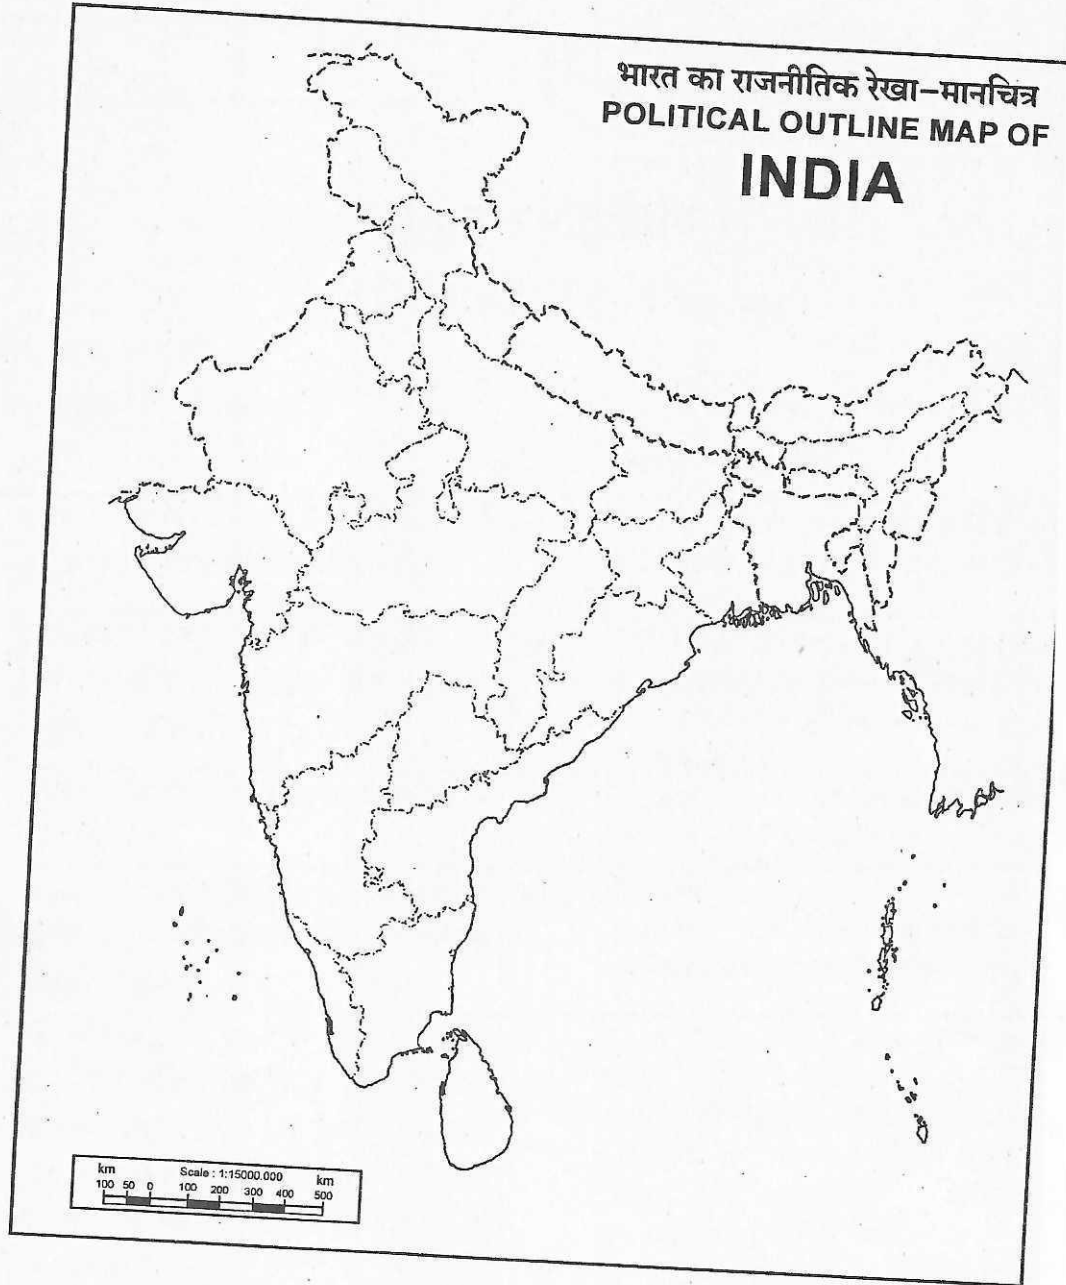 भारत का राजनीतिक रेखा–मानचित्र
POLITICAL OUTLINE MAP OF
INDIA
km Scale : 1:15000.000 km
100 50 0 100 200 300 400 500